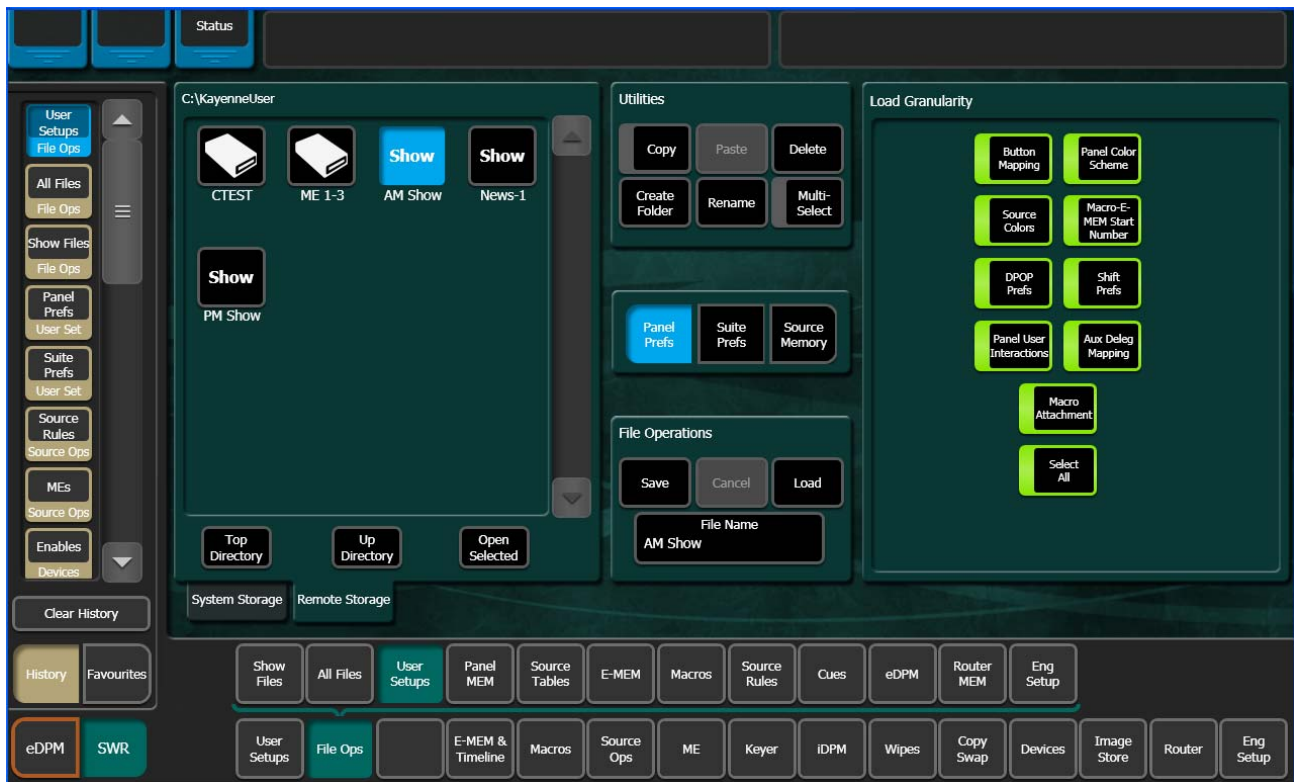 Status
User
Setups
File Ops
All Files
File Ops
Show Files
File Ops
Panel
Prefs
User Set
Suite
Prefs
User Set
Source
Rules
Source Ops
MEs
Source Ops
Enables
Devices
Clear History
History
Favourites
eDPM
SWR
C:\KayenneUser
CTEST
ME 1-3
Show
AM Show
Show
News-1
Show
PM Show
Top
Directory
Up
Directory
Open
Selected
System Storage
Remote Storage
Utilities
Copy
Paste
Delete
Create
Folder
Rename
Multi-
Select
Panel
Prefs
Suite
Prefs
Source
Memory
File Operations
Save
Cancel
Load
File Name
AM Show
Load Granularity
Button
Mapping
Panel Color
Scheme
Source
Colors
Macro-E-
MEM Start
Number
DPOP
Prefs
Shift
Prefs
Panel User
Interactions
Aux Deleg
Mapping
Macro
Attachment
Select
All
Show
Files
All Files
User
Setups
Panel
MEM
Source
Tables
E-MEM
Macros
Source
Rules
Cues
eDPM
Router
MEM
Eng
Setup
User
Setups
File Ops
E-MEM &
Timeline
Macros
Source
Ops
ME
Keyer
iDPM
Wipes
Copy
Swap
Devices
Image
Store
Router
Eng
Setup